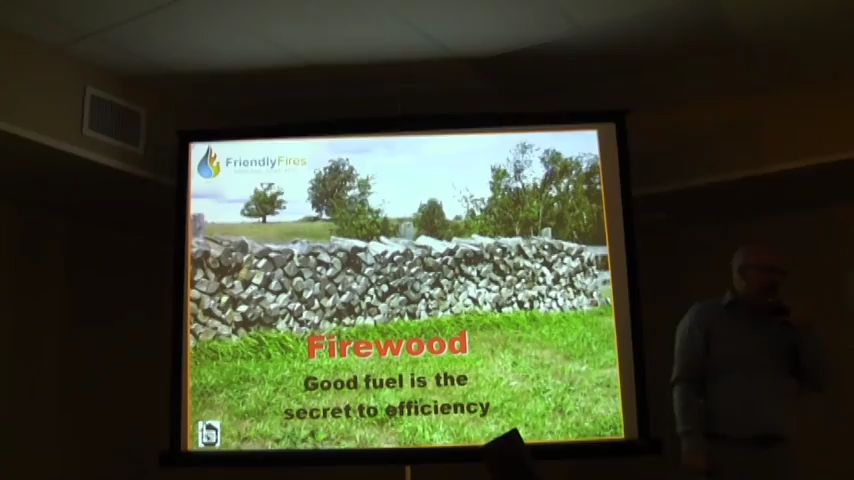 FriendlyFires
Firewood
Good fuel is the
secret to efficiency